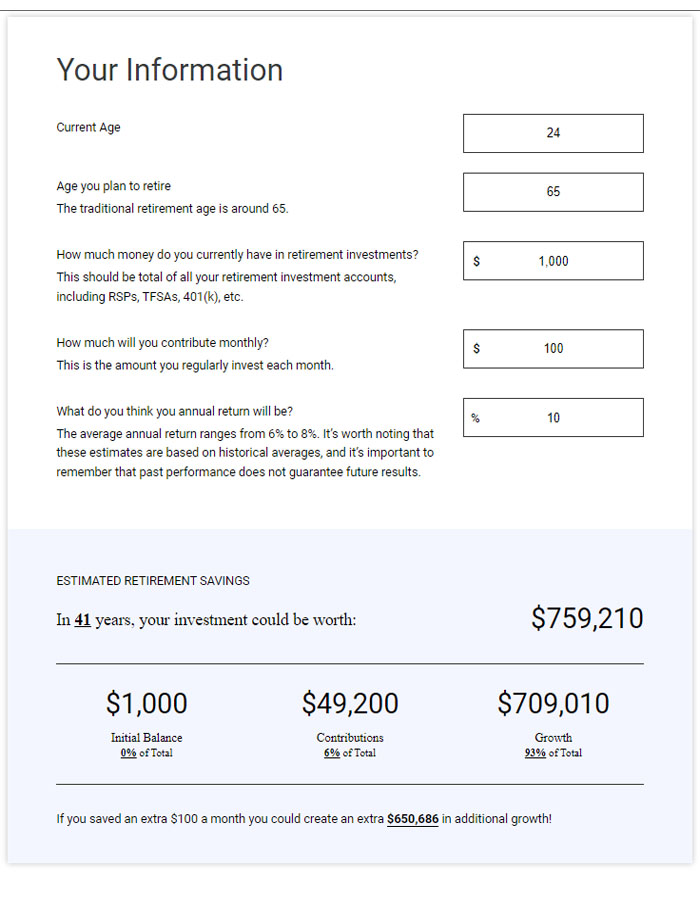 Your Information
Current Age
24
Age you plan to retire
65
The traditional retirement age is around 65.
How much money do you currently have in retirement investments?
$ 1,000
This should be total of all your retirement investment accounts,
including RSPs, TFSAs, 401(k), etc.
How much will you contribute monthly?
$ 100
This is the amount you regularly invest each month.
What do you think you annual return will be?
% 10
The average annual return ranges from 6% to 8%. It's worth noting that
these estimates are based on historical averages, and it's important to
remember that past performance does not guarantee future results.
ESTIMATED RETIREMENT SAVINGS
In 41 years, your investment could be worth:
$759,210
$1,000 $49,200 $709,010
Initial Balance Contributions Growth
0% of Total 6% of Total 93% of Total
If you saved an extra $100 a month you could create an extra $650,686 in additional growth!